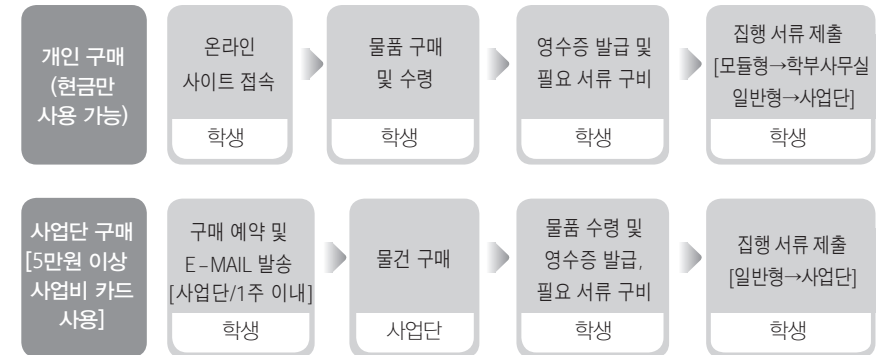 개인 구매
(현금만
사용 가능)
온라인
사이트 접속
학생
물품 구매
및 수령
학생
영수증 발급 및
필요 서류 구비
학생
집행 서류 제출
[모듈형→학부사무실
일반형→사업단]
학생
사업단 구매
[5만원 이상
사업비 카드
사용]
구매 예약 및
E-MAIL 발송
[사업단/1주 이내]
학생
물건 구매
사업단
물품 수령 및
영수증 발급,
필요 서류 구비
학생
집행 서류 제출
[일반형→사업단]
학생